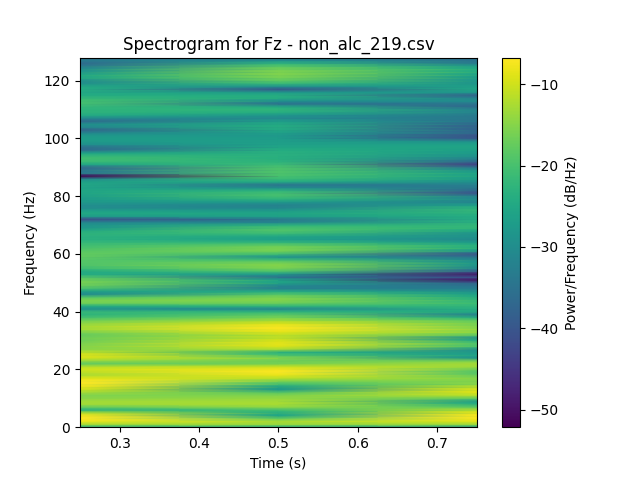 Spectrogram for Fz - non_alc_219.csv
120
100
80
60
40
20
0
Frequency (Hz)
0.3 0.4 0.5 0.6 0.7
Time (s)
−10
−20
−30
−40
−50
Power/Frequency (dB/Hz)